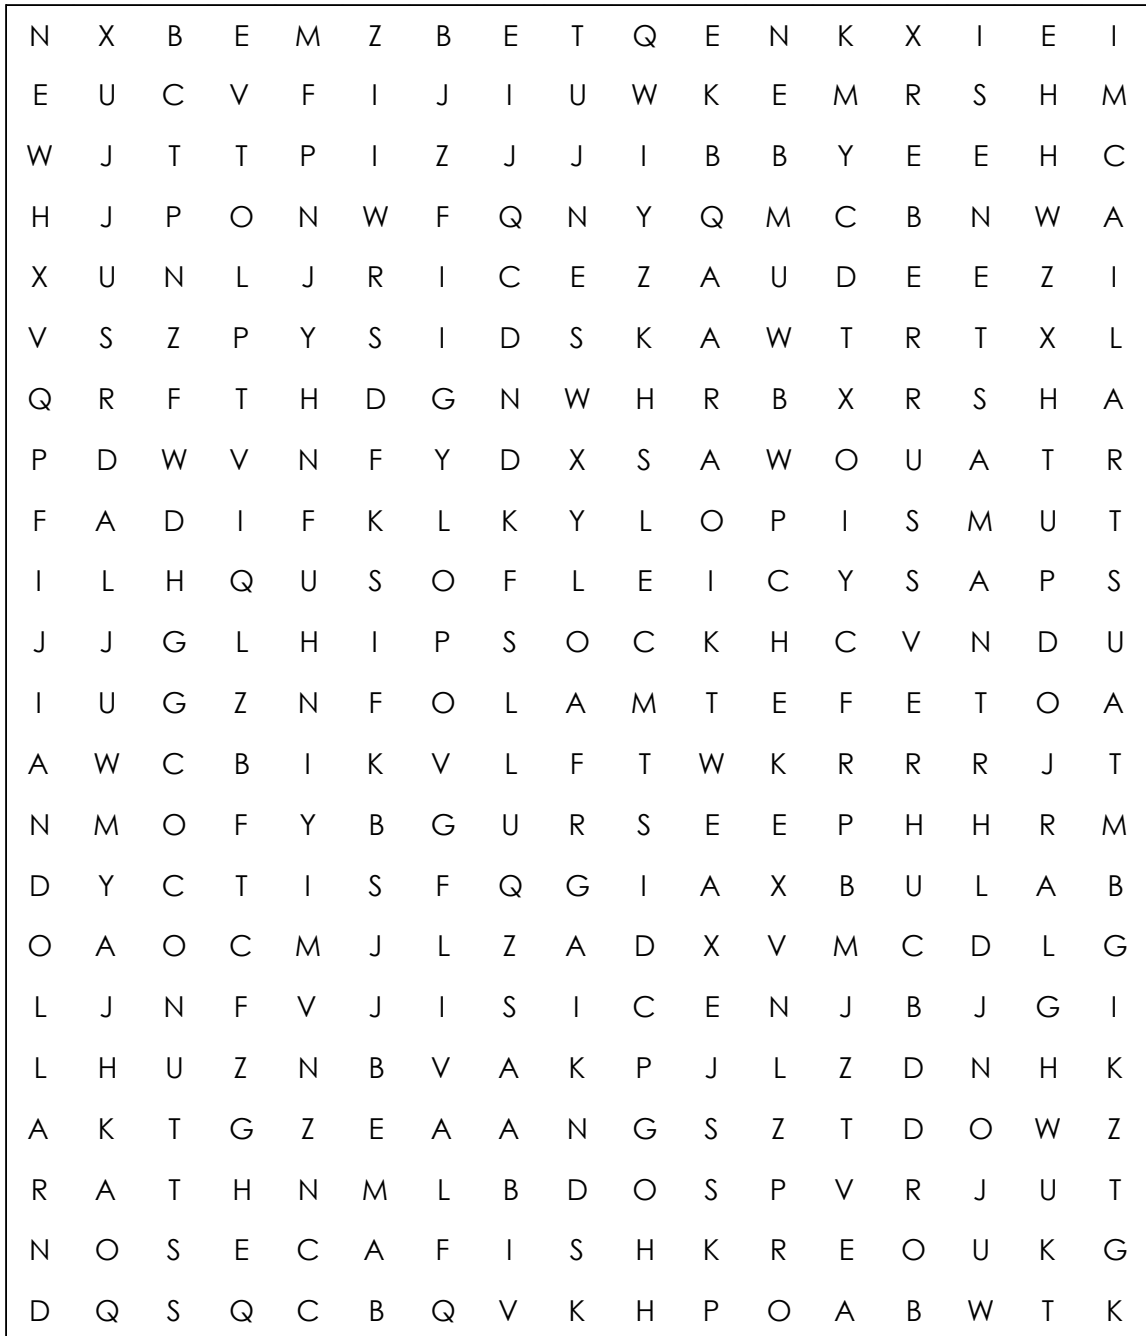 N X B E M Z B E T Q E N K X I E I
E U C V F I J I U W K E M R S H M
W J T T P I Z J J I B B Y E E H C
H J P O N W F Q N Y Q M C B N W A
X U N L J R I C E Z A U D E E Z I
V S Z P Y S I D S K A W T R T X L
Q R F T H D G N W H R B X R S H A
P D W V N F Y D X S A W O U A T R
F A D I F K L K Y L O P I S M U T
I L H Q U S O F L E I C Y S A P S
J J G L H I P S O C K H C V N D U
I U G Z N F O L A M T E F E T O A
A W C B I K V L F T W K R R R J T
N M O F Y B G U R S E E P H H R M
D Y C T I S F Q G I A X B U L A B
O A O C M J L Z A D X V M C D L G
L J N F V J I S I C E N J B J G I
L H U Z N B V A K P J L Z D N H K
A K T G Z E A A N G S Z T D O W Z
R A T H N M L B D O S P V R J U T
N O S E C A F I S H K R E O U K G
D Q S Q C B Q V K H P O A B W T K